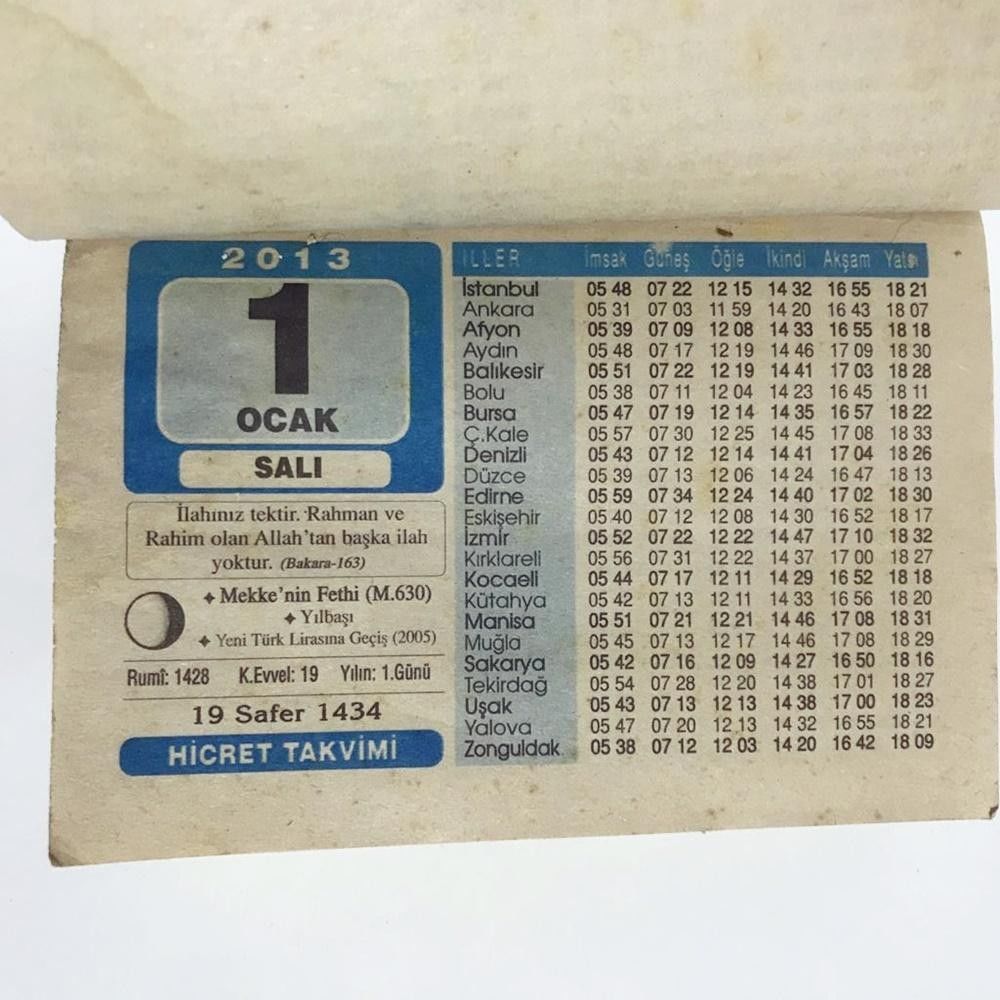 2013
1
OCAK
SALI
İlahınız tektir. Rahman ve
Rahim olan Allah'tan başka ilah
yoktur. (Bakara-163)
Mekke'nin Fethi (M.630)
Yılbaşı
Yeni Türk Lirasına Geçiş (2005)
Rumî: 1428 K.Evvel: 19 Yılın: 1.Günü
19 Safer 1434
HİCRET TAKVİMİ
İLLER İmsak Güneş Öğle İkindi Akşam Yatsı
İstanbul 05 48 07 22 12 15 14 32 16 55 18 21
Ankara 05 31 07 03 11 59 14 20 16 43 18 07
Afyon 05 39 07 09 12 08 14 33 16 55 18 18
Aydın 05 48 07 17 12 19 14 46 17 09 18 30
Balıkesir 05 51 07 22 12 19 14 41 17 03 18 28
Bolu 05 38 07 11 12 04 14 23 16 45 18 11
Bursa 05 47 07 19 12 14 14 35 16 57 18 22
Ç.Kale 05 57 07 30 12 25 14 45 17 08 18 33
Denizli 05 43 07 12 12 14 14 41 17 04 18 26
Düzce 05 39 07 13 12 06 14 24 16 47 18 13
Edirne 05 59 07 34 12 24 14 40 17 02 18 30
Eskişehir 05 40 07 12 12 08 14 30 16 52 18 17
İzmir 05 52 07 22 12 22 14 47 17 10 18 32
Kırklareli 05 56 07 31 12 22 14 37 17 00 18 27
Kocaeli 05 44 07 17 12 11 14 29 16 52 18 18
Kütahya 05 42 07 13 12 11 14 33 16 56 18 20
Manisa 05 51 07 21 12 21 14 46 17 08 18 31
Muğla 05 45 07 13 12 17 14 46 17 08 18 29
Sakarya 05 42 07 16 12 09 14 27 16 50 18 16
Tekirdağ 05 54 07 28 12 20 14 38 17 01 18 27
Uşak 05 43 07 13 12 13 14 38 17 00 18 23
Yalova 05 47 07 20 12 13 14 32 16 55 18 21
Zonguldak 05 38 07 12 12 03 14 20 16 42 18 09